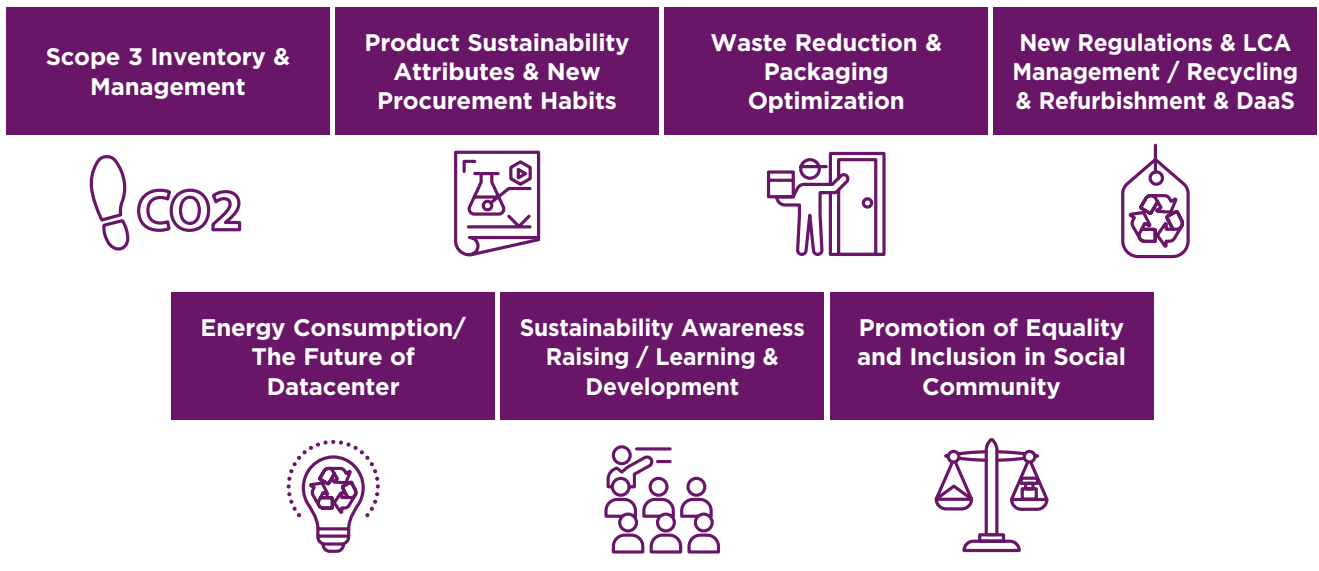 Scope 3 Inventory &
Management
Product Sustainability
Attributes & New
Procurement Habits
Waste Reduction &
Packaging
Optimization
New Regulations & LCA
Management / Recycling
& Refurbishment & DaaS
CO2
Energy Consumption/
The Future of
Datacenter
Sustainability Awareness
Raising / Learning &
Development
Promotion of Equality
and Inclusion in Social
Community